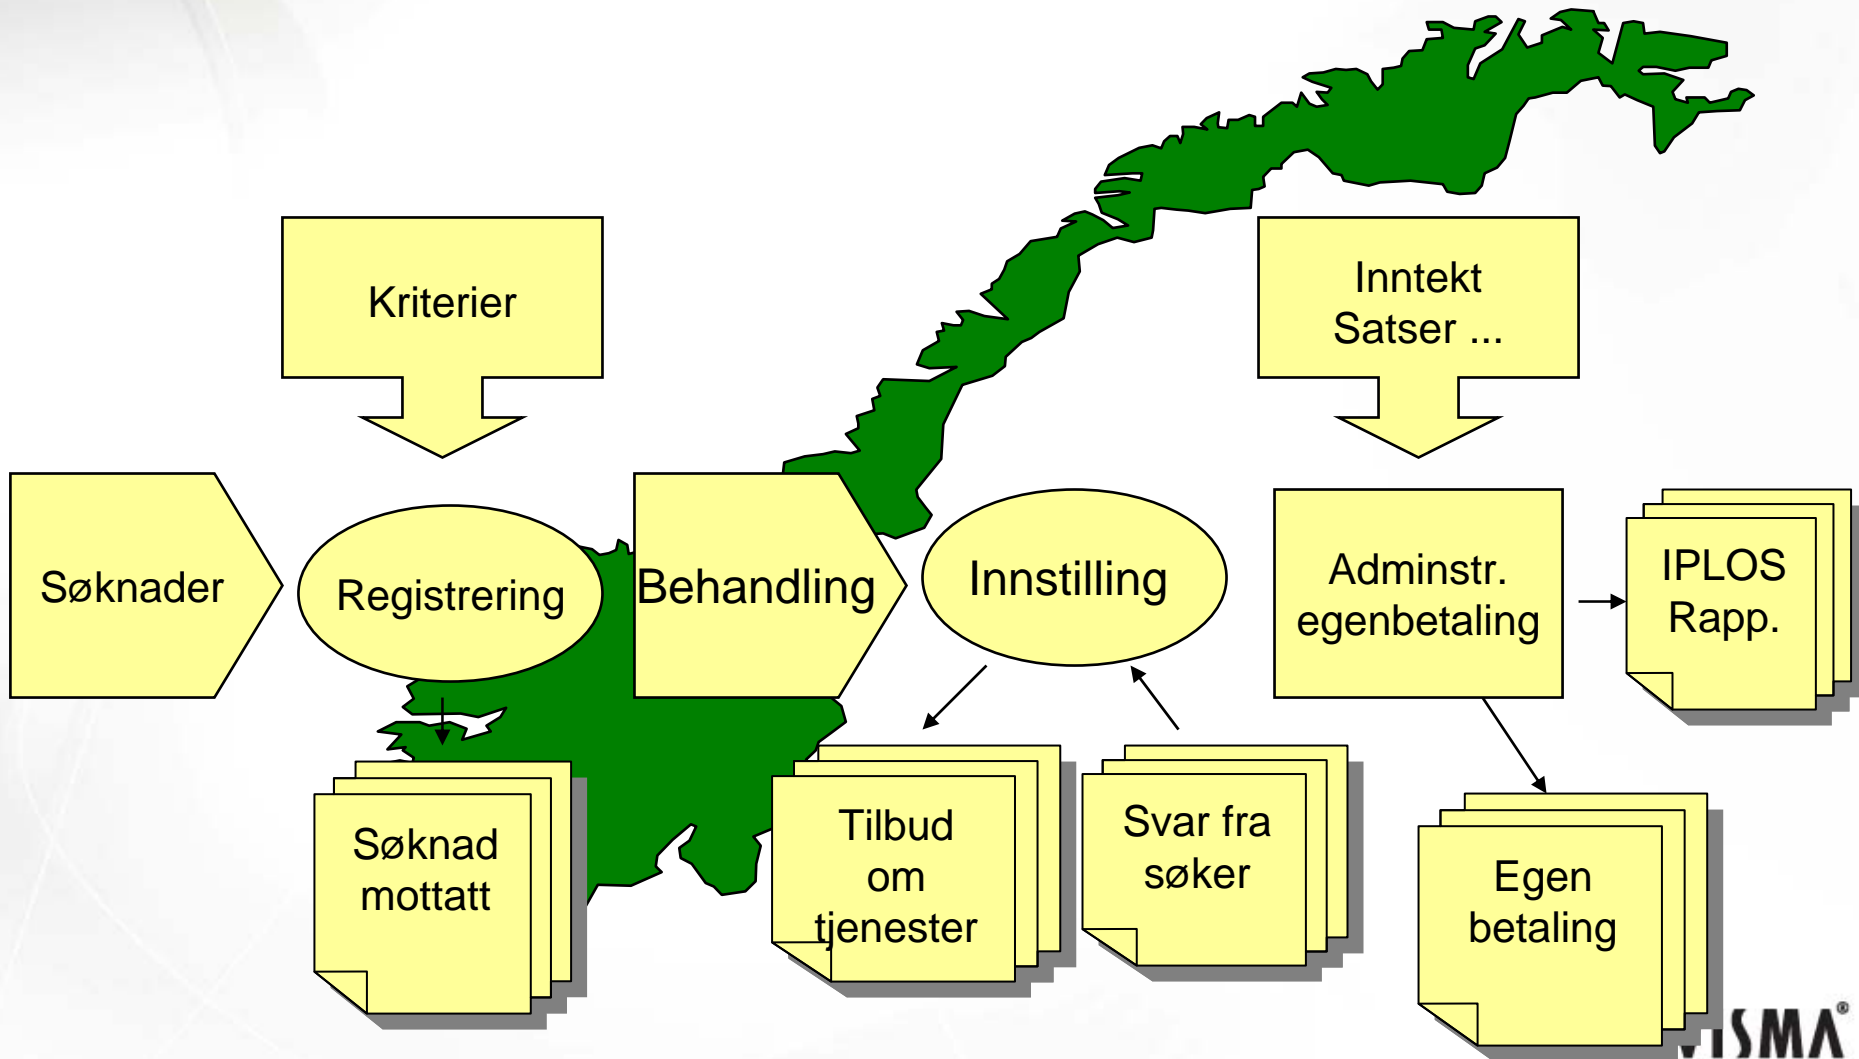 Kriterier
Inntekt
Satser ...
Søknader
Registrering
Behandling
Innstilling
Adminstr.
egenbetaling
IPLOS
Rapp.
Søknad
mottatt
Tilbud
om
tjenester
Svar fra
søker
Egen
betaling
VISMA®